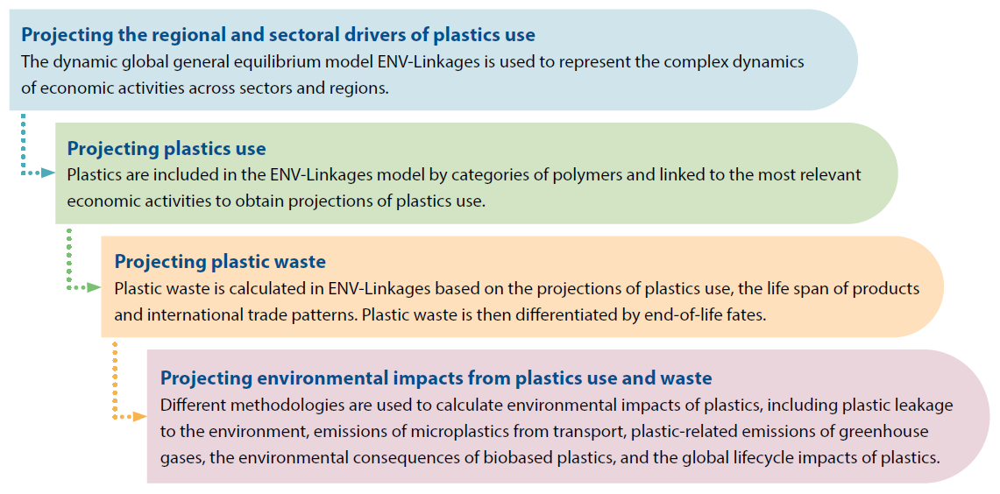 Projecting the regional and sectoral drivers of plastics use
The dynamic global general equilibrium model ENV-Linkages is used to represent the complex dynamics
of economic activities across sectors and regions.
Projecting plastics use
Plastics are included in the ENV-Linkages model by categories of polymers and linked to the most relevant
economic activities to obtain projections of plastics use.
Projecting plastic waste
Plastic waste is calculated in ENV-Linkages based on the projections of plastics use, the life span of products
and international trade patterns. Plastic waste is then differentiated by end-of-life fates.
Projecting environmental impacts from plastics use and waste
Different methodologies are used to calculate environmental impacts of plastics, including plastic leakage
to the environment, emissions of microplastics from transport, plastic-related emissions of greenhouse
gases, the environmental consequences of biobased plastics, and the global lifecycle impacts of plastics.